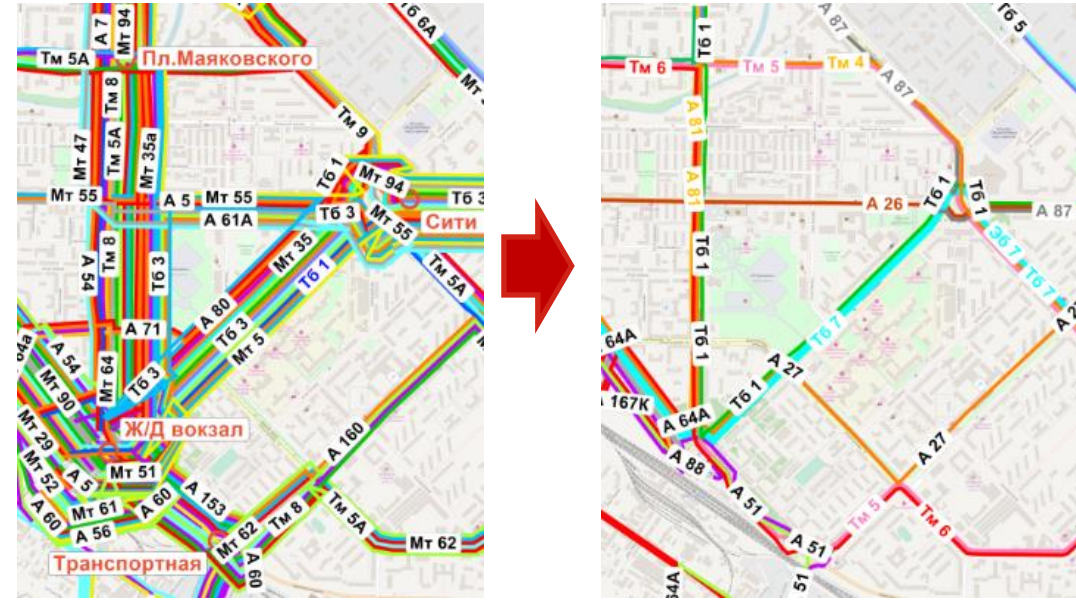 А 7
Мт 94
Тб 6А
Тм 5А
Пл.Маяковского
Тм 8
Тм 9
Мт 47
Тм 5А
Мт 35а
Тб 1
Мт 94
Мт 55
А 5
Мт 55
Тб 3
А 61А
Тб 3
Мт 55
Сити
Тм 8
Мт 35
А 54
Тб 3
Тб 1
Тм 5А
А 80
А 71
Тб 3
64а
А 54
Мт 5
Мт 64
Тб 3
Мт 90
Ж/Д вокзал
Мт 29
А 160
Мт 52
А 5
Мт 51
А 153
Мт 61
А 60
Тм 8
Тм 5А
А 60
А 56
Мт 62
Мт 62
Транспортная
А 60
А 87
Тб 5
Тб 1
Тм 6
Тм 5
Тм 4
А 87
А 81
А 81
Тб 1
Тб 1
А 26
А 87
Тб 1
Эб 7
Тб 7
Тб 7
Тб 1
64А
А 27
А 167К
Тб 1
А 64А
А 27
А 88
А 51
Тм 5
Тм 6
А 51
51
64А